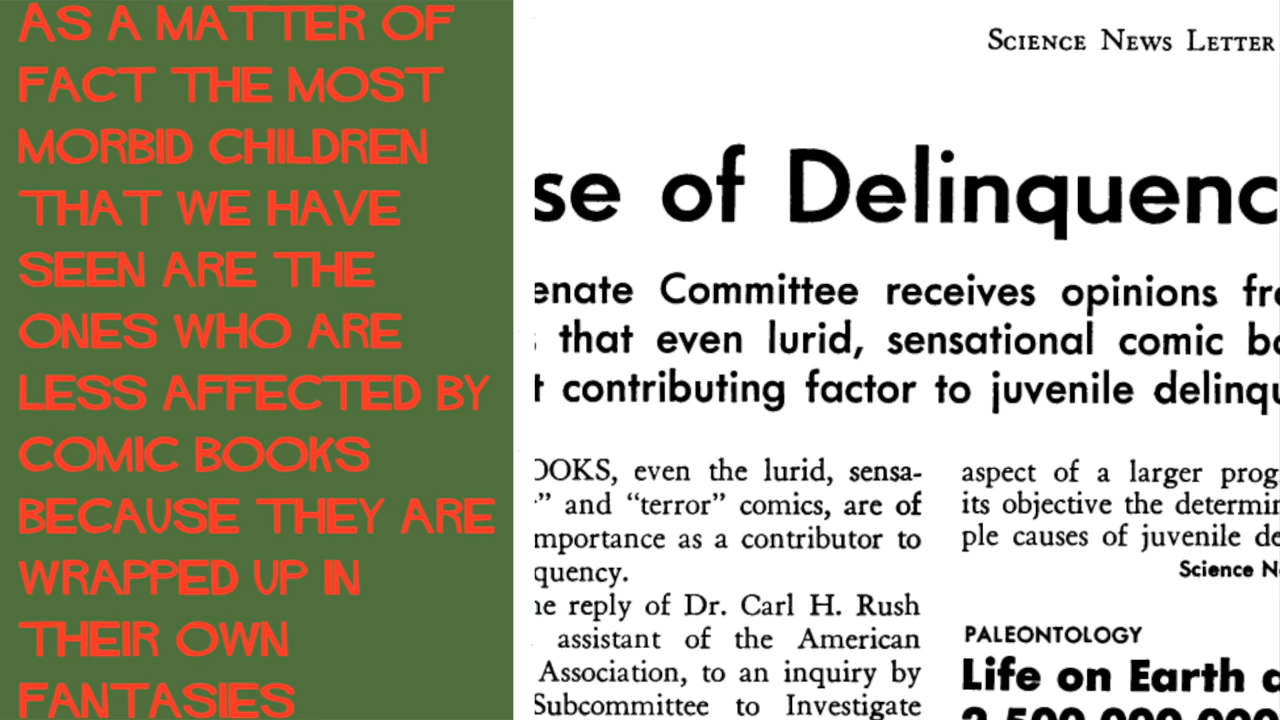 AS A MATTER OF
FACT THE MOST
MORBID CHILDREN
THAT WE HAVE
SEEN ARE THE
ONES WHO ARE
LESS AFFECTED BY
COMIC BOOKS
BECAUSE THEY ARE
WRAPPED UP IN
THEIR OWN
FANTASIES
SCIENCE NEWS LETTER
se of Delinquenc
enate Committee receives opinions fr
that even lurid, sensational comic bo
t contributing factor to juvenile delinqu
OOKS, even the lurid, sensa-
” and “terror” comics, are of
mportance as a contributor to
quency.
he reply of Dr. Carl H. Rush
assistant of the American
Association, to an inquiry by
Subcommittee to Investigate
aspect of a larger prog
its objective the determin
ple causes of juvenile de
Science N
PALEONTOLOGY
Life on Earth a